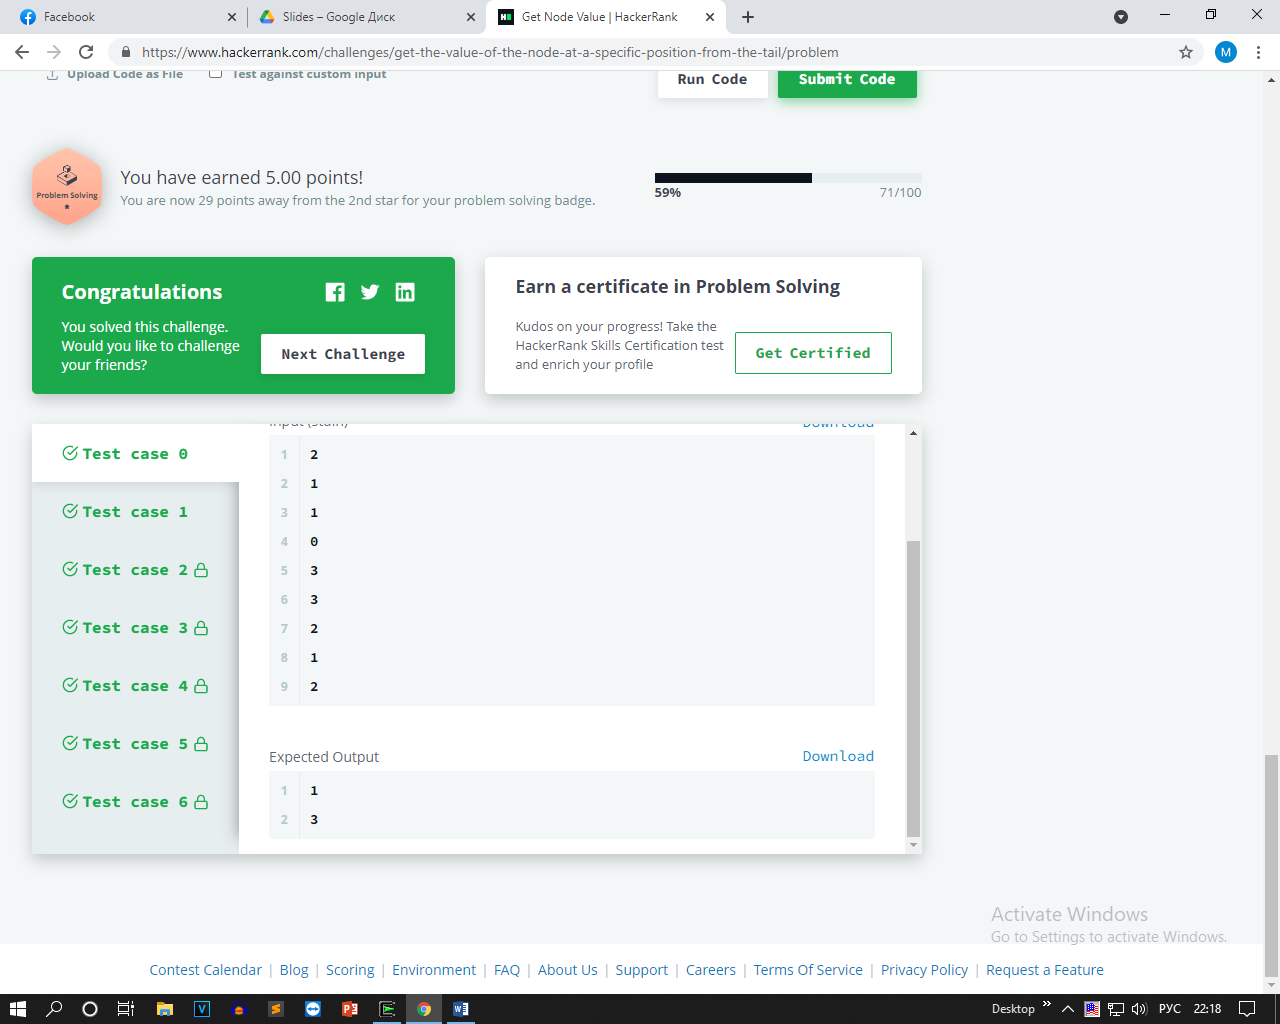 Facebook
Slides – Google Диск
Get Node Value | HackerRank
https://www.hackerrank.com/challenges/get-the-value-of-the-node-at-a-specific-position-from-the-tail/problem
M
Upload Code as File
Test against custom input
Run Code
Submit Code
Problem Solving
You have earned 5.00 points!
You are now 29 points away from the 2nd star for your problem solving badge.
59%
71/100
Congratulations
You solved this challenge.
Would you like to challenge
your friends?
Next Challenge
Earn a certificate in Problem Solving
Kudos on your progress! Take the
HackerRank Skills Certification test
and enrich your profile
Get Certified
Test case 0
Test case 1
Test case 2
Test case 3
Test case 4
Test case 5
Test case 6
Input (stdin)
Download
1 2
2 1
3 1
4 0
5 3
6 3
7 2
8 1
9 2
Expected Output
Download
1 1
2 3
Activate Windows
Go to Settings to activate Windows.
Contest Calendar | Blog | Scoring | Environment | FAQ | About Us | Support | Careers | Terms Of Service | Privacy Policy | Request a Feature
Desktop
РУС
22:18